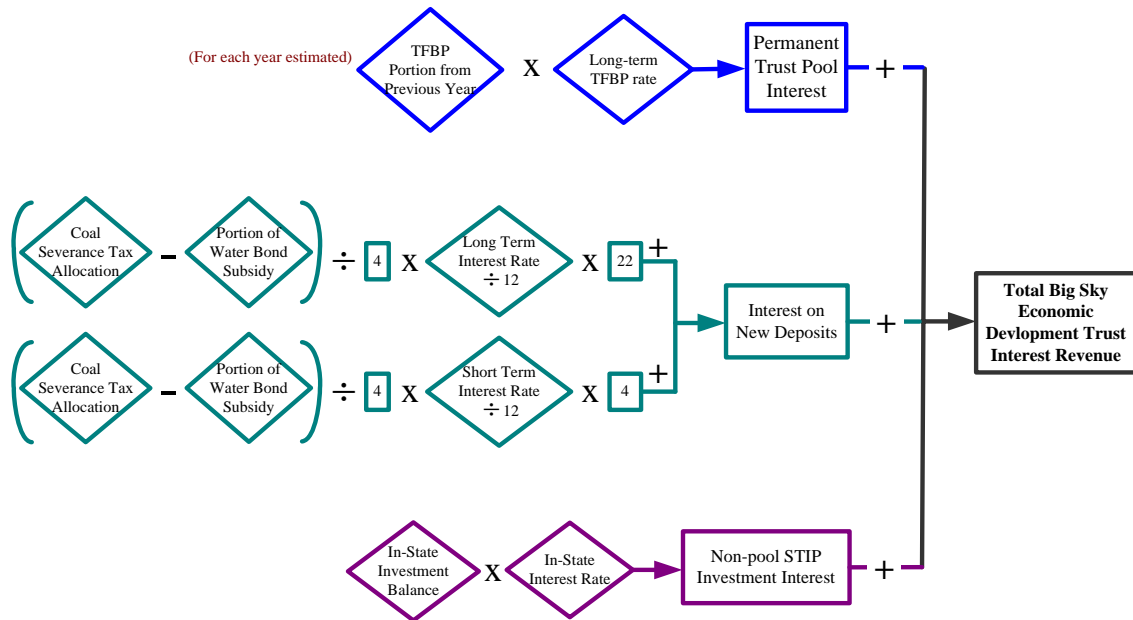 (For each year estimated)
TFBP
Portion from
Previous Year
X
Long-term
TFBP rate
Permanent
Trust Pool
Interest
+
(
Coal
Severance Tax
Allocation
-
Portion of
Water Bond
Subsidy
)
÷
4
X
Long Term
Interest Rate
÷ 12
X
22
+
(
Coal
Severance Tax
Allocation
-
Portion of
Water Bond
Subsidy
)
÷
4
X
Short Term
Interest Rate
÷ 12
X
4
+
Interest on
New Deposits
+
In-State
Investment
Balance
X
In-State
Interest Rate
Non-pool STIP
Investment Interest
+
Total Big Sky
Economic
Devlopment Trust
Interest Revenue